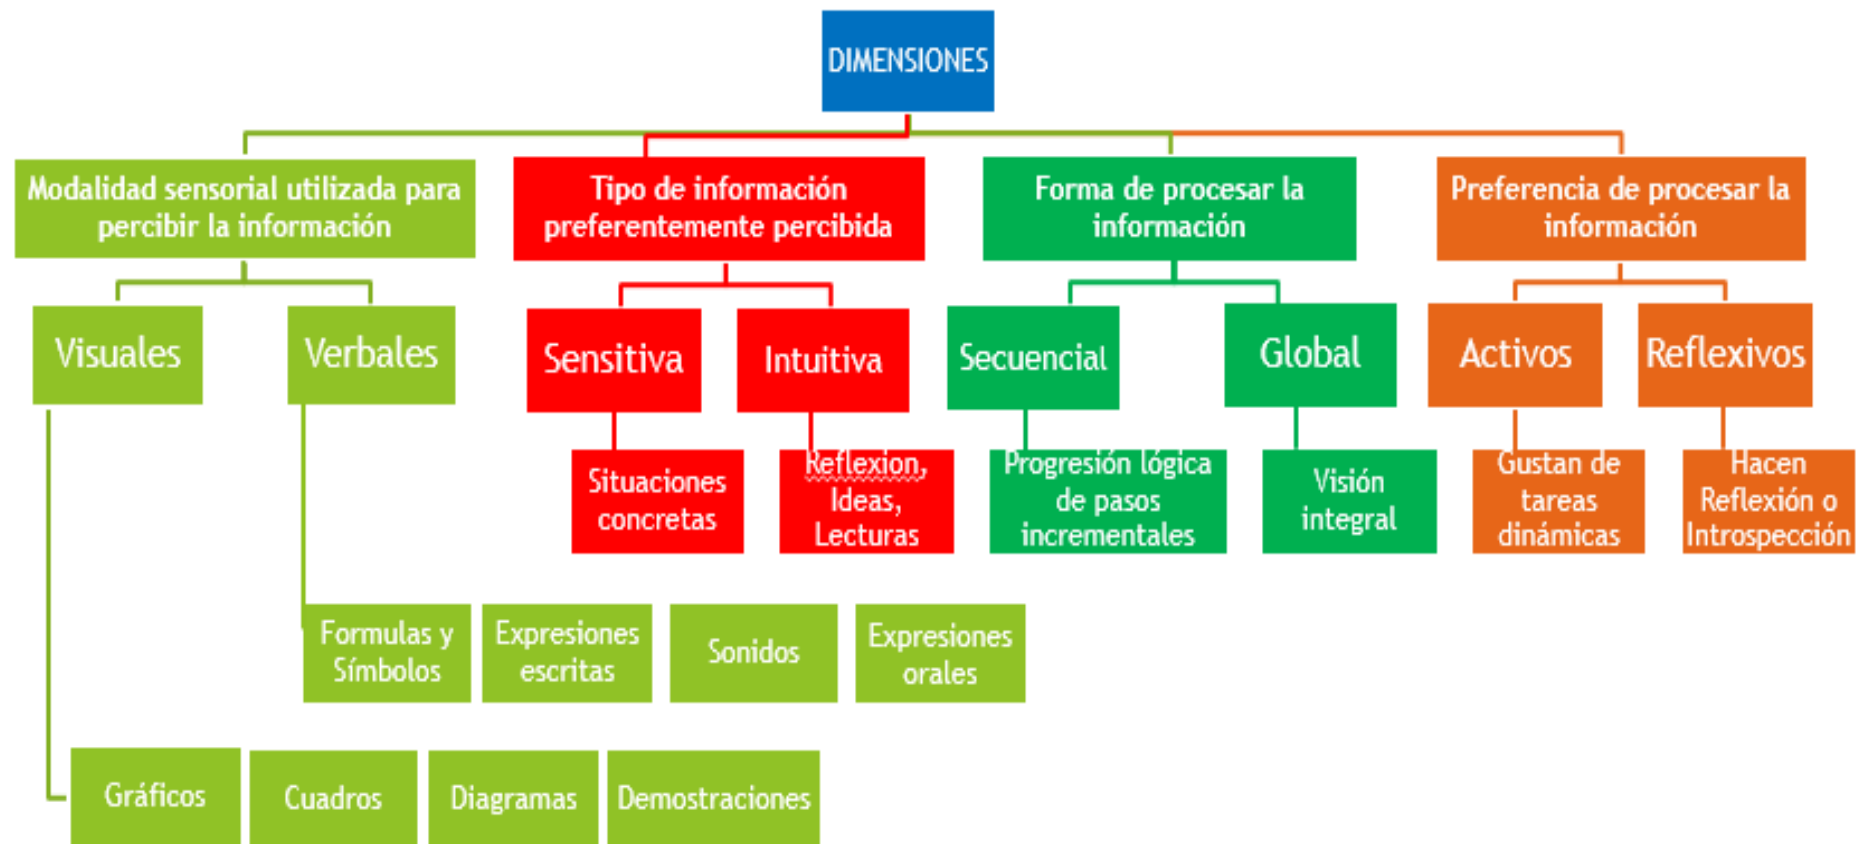 DIMENSIONES
Modalidad sensorial utilizada para
percibir la información
Tipo de información
preferentemente percibida
Forma de procesar la
información
Preferencia de procesar la
información
Visuales
Verbales
Sensitiva
Intuitiva
Secuencial
Global
Activos
Reflexivos
Situaciones
concretas
Reflexion,
Ideas,
Lecturas
Progresión lógica
de pasos
incrementales
Visión
integral
Gustan de
tareas
dinámicas
Hacen
Reflexión o
Introspección
Formulas y
Símbolos
Expresiones
escritas
Sonidos
Expresiones
orales
Gráficos
Cuadros
Diagramas
Demostraciones